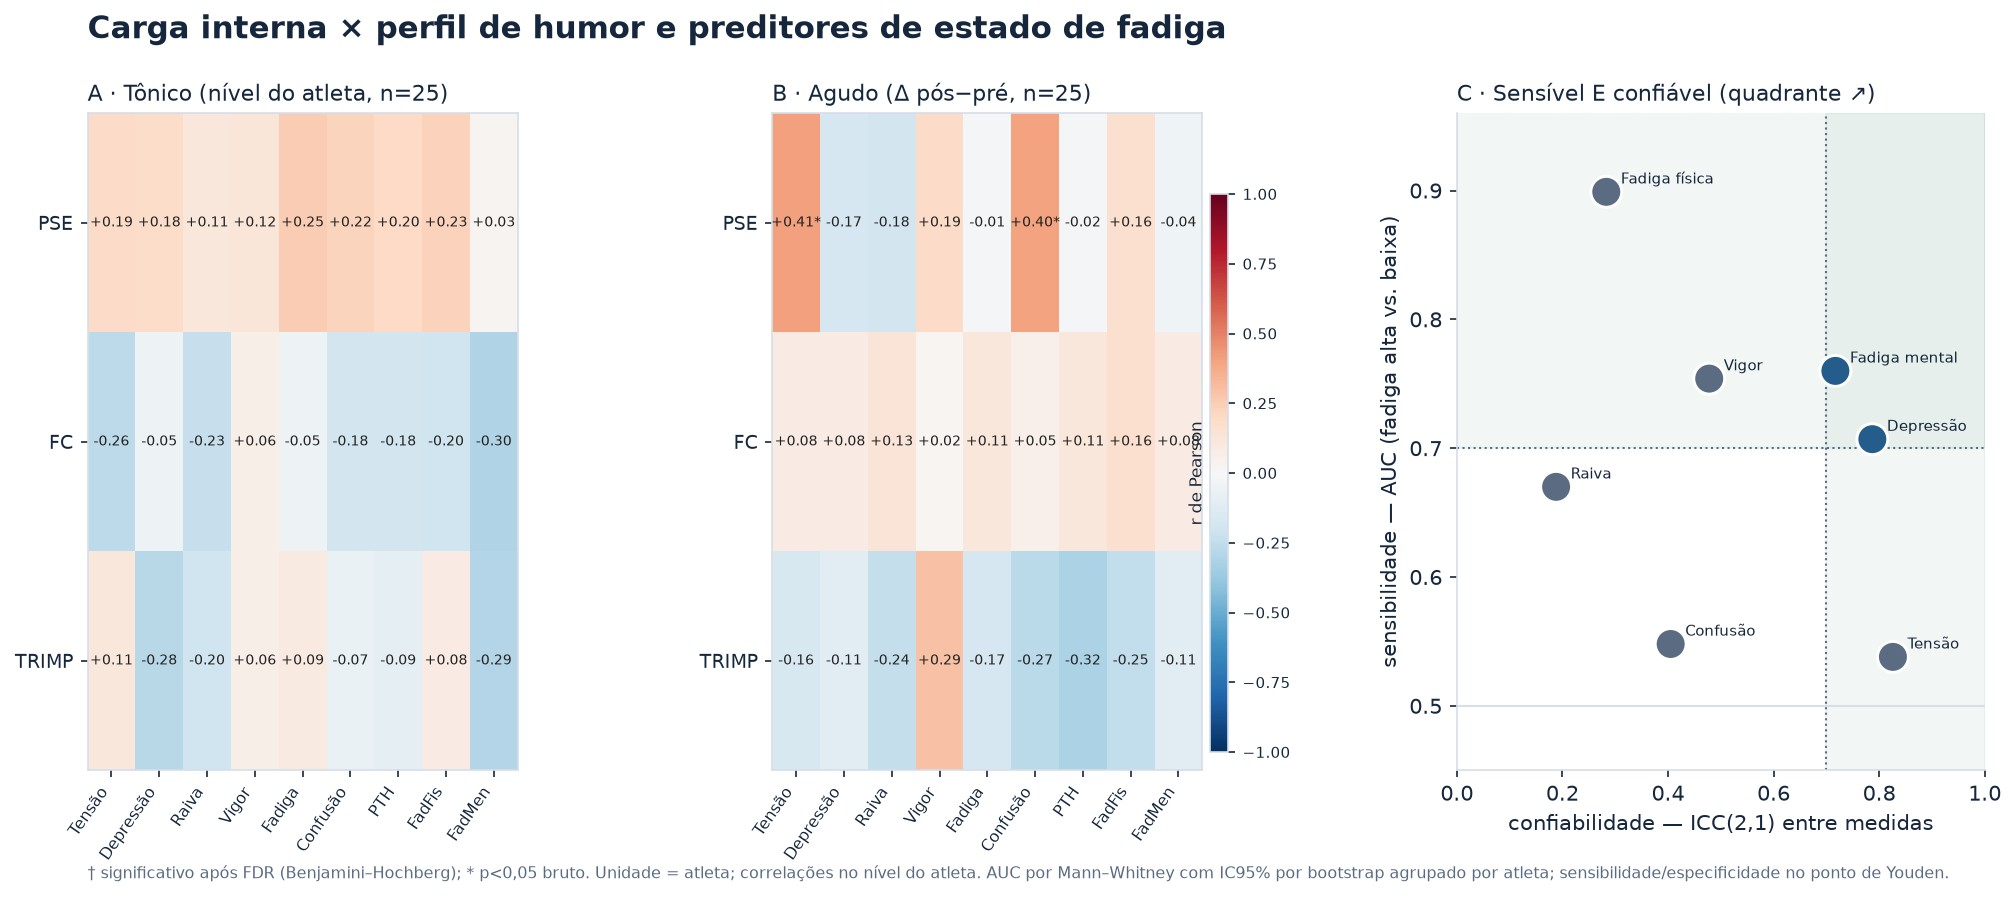 Carga interna × perfil de humor e preditores de estado de fadiga
A · Tônico (nível do atleta, n=25)
PSE
+0.19 +0.18 +0.11 +0.12 +0.25 +0.22 +0.20 +0.23 +0.03
FC
-0.26 -0.05 -0.23 +0.06 -0.05 -0.18 -0.18 -0.20 -0.30
TRIMP
+0.11 -0.28 -0.20 +0.06 +0.09 -0.07 -0.09 +0.08 -0.29
Tensão
Depressão
Raiva
Vigor
Fadiga
Confusão
PTH
FadFis
FadMen
B · Agudo (Δ pós−pré, n=25)
PSE
+0.41* -0.17 -0.18 +0.19 -0.01 +0.40* -0.02 +0.16 -0.04
FC
+0.08 +0.08 +0.13 +0.02 +0.11 +0.05 +0.11 +0.16 +0.09
TRIMP
-0.16 -0.11 -0.24 +0.29 -0.17 -0.27 -0.32 -0.25 -0.11
Tensão
Depressão
Raiva
Vigor
Fadiga
Confusão
PTH
FadFis
FadMen
r de Pearson
1.00
0.75
0.50
0.25
0.00
−0.25
−0.50
−0.75
−1.00
C · Sensível E confiável (quadrante ↗)
sensibilidade — AUC (fadiga alta vs. baixa)
0.9
0.8
0.7
0.6
0.5
Fadiga física
Vigor
Fadiga mental
Depressão
Raiva
Confusão
Tensão
0.0 0.2 0.4 0.6 0.8 1.0
confiabilidade — ICC(2,1) entre medidas
† significativo após FDR (Benjamini–Hochberg); * p<0,05 bruto. Unidade = atleta; correlações no nível do atleta. AUC por Mann–Whitney com IC95% por bootstrap agrupado por atleta; sensibilidade/especificidade no ponto de Youden.